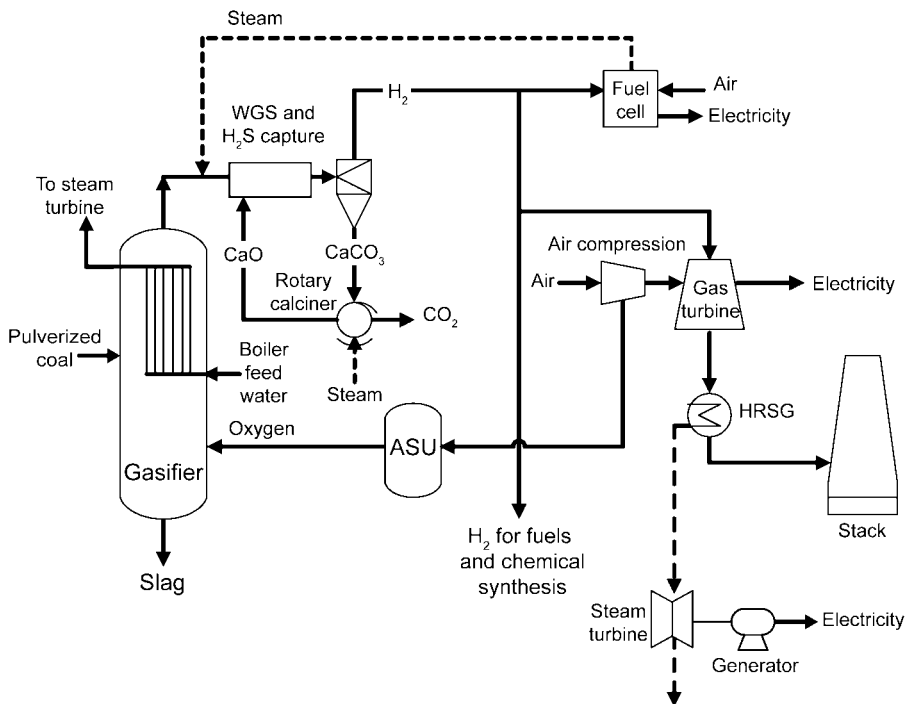 Steam
H₂
Fuel
cell
Air
Electricity
WGS and
H₂S capture
To steam
turbine
CaO
CaCO₃
Rotary
calciner
CO₂
Steam
Air compression
Air
Gas
turbine
Electricity
Pulverized
coal
Boiler
feed
water
Oxygen
ASU
Gasifier
HRSG
Slag
H₂ for fuels
and chemical
synthesis
Stack
Steam
turbine
Generator
Electricity